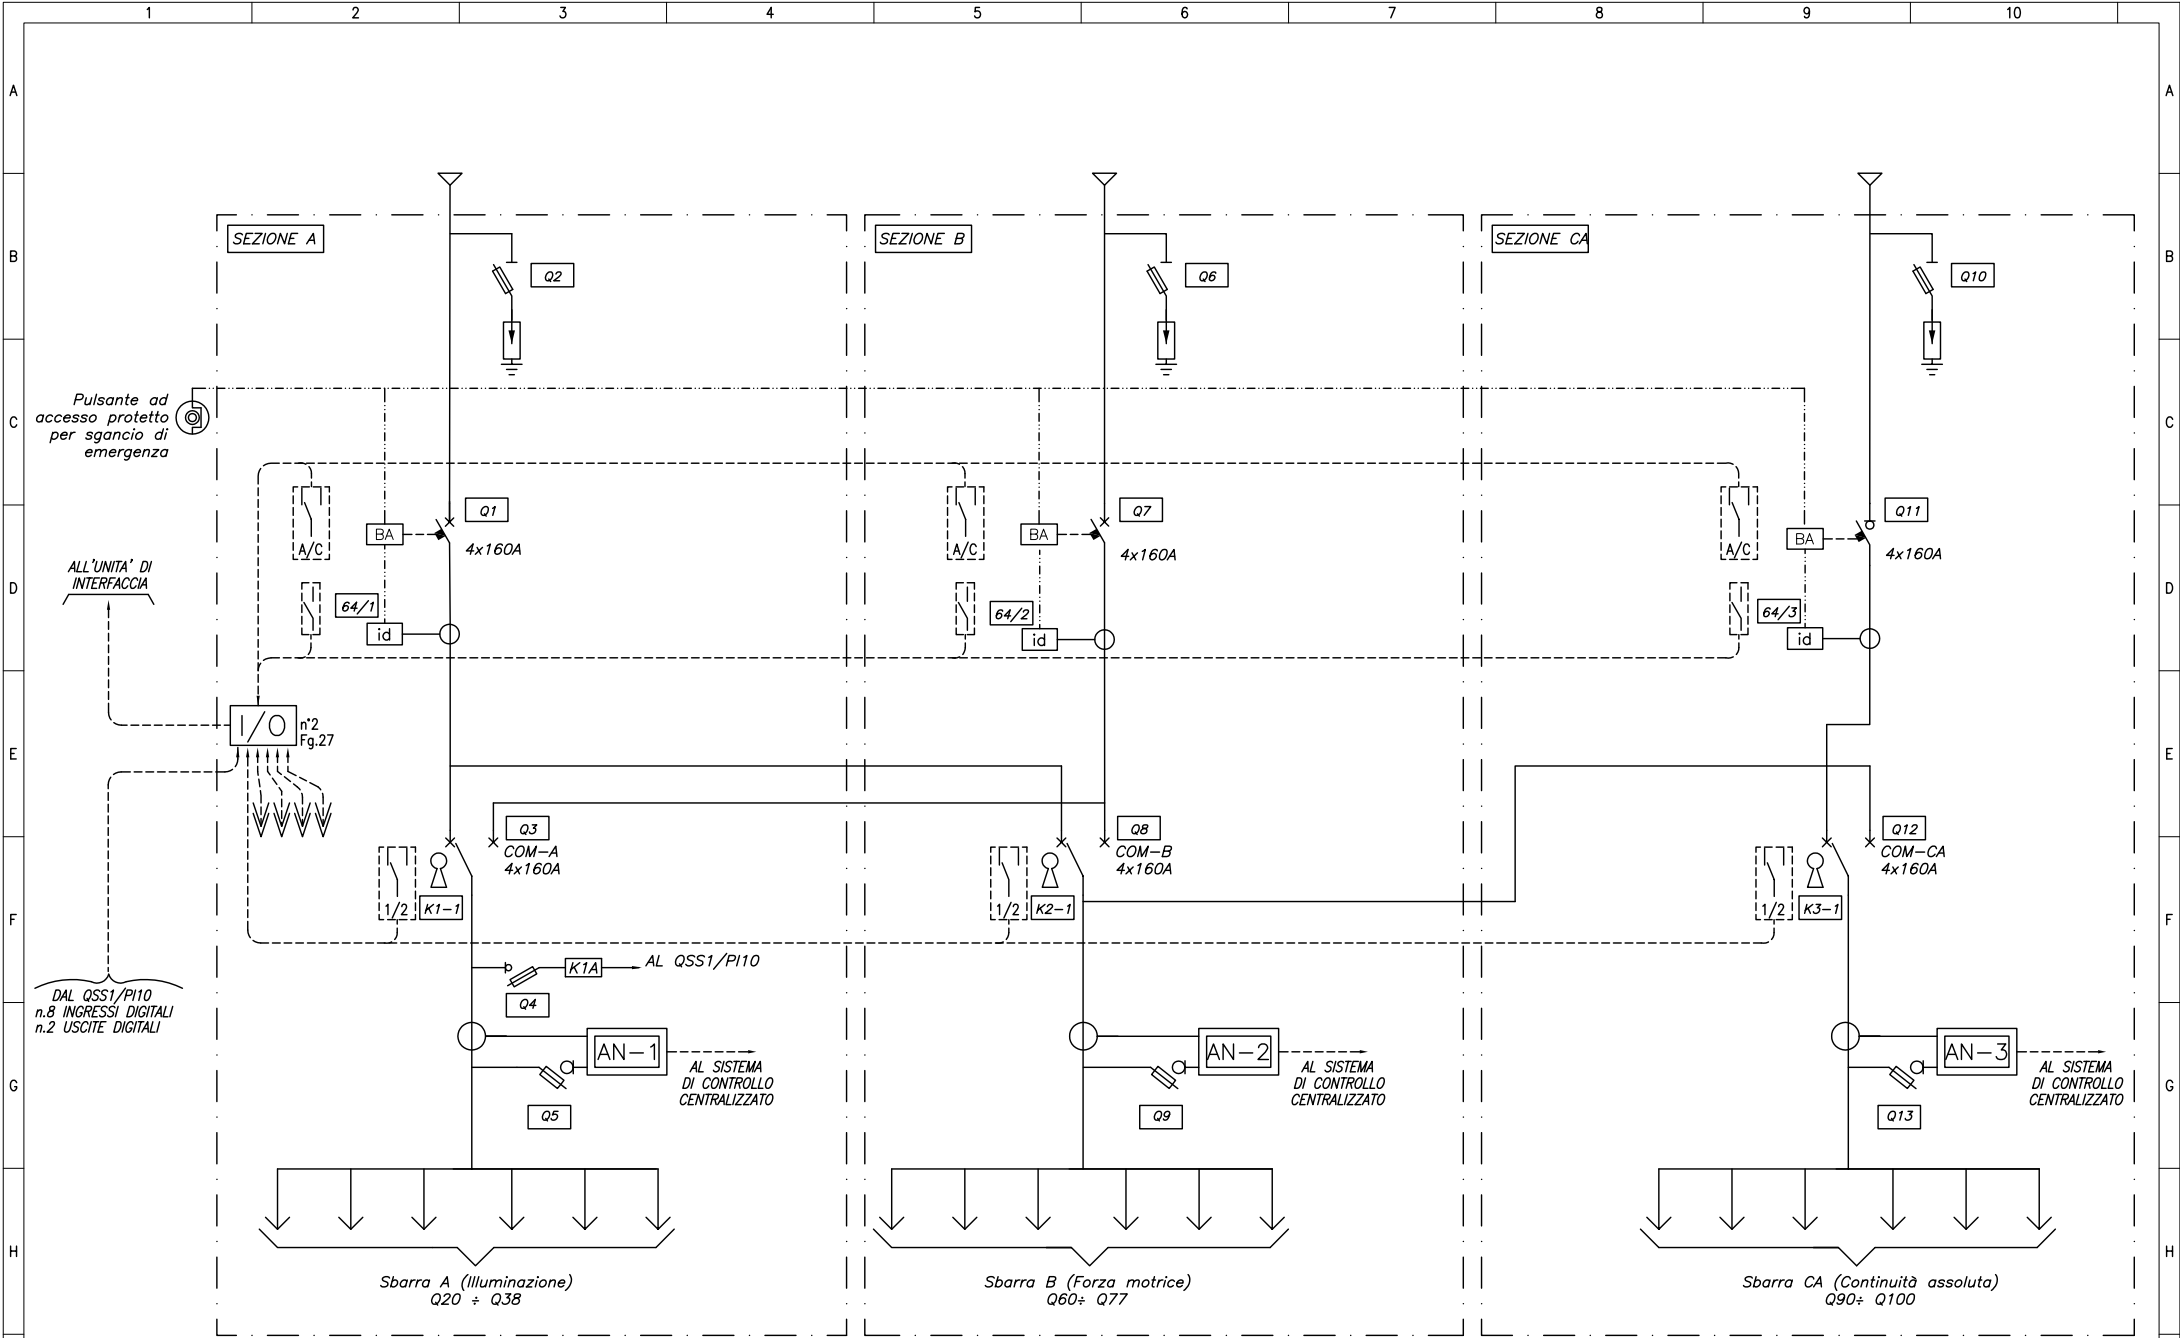 1 2 3 4 5 6 7 8 9 10
A A
SEZIONE A SEZIONE B SEZIONE CA
B B
Q2 Q6 Q10
Pulsante ad
accesso protetto
per sgancio di
emergenza
C C
Q1 Q7 Q11
BA BA BA
A/C A/C A/C
4x160A 4x160A 4x160A
ALL'UNITA' DI
INTERFACCIA
D D
64/1 64/2 64/3
id id id
I/O
n°2
Fg.27
E E
Q3
COM-A
4x160A
Q8
COM-B
4x160A
Q12
COM-CA
4x160A
1/2 K1-1 1/2 K2-1 1/2 K3-1
F F
K1A AL QSS1/PI10
Q4
DAL QSS1/PI10
n.8 INGRESSI DIGITALI
n.2 USCITE DIGITALI
AN-1 AN-2 AN-3
AL SISTEMA
DI CONTROLLO
CENTRALIZZATO
AL SISTEMA
DI CONTROLLO
CENTRALIZZATO
AL SISTEMA
DI CONTROLLO
CENTRALIZZATO
G G
Q5 Q9 Q13
H H
Sbarra A (Illuminazione)
Q20 ÷ Q38
Sbarra B (Forza motrice)
Q60÷ Q77
Sbarra CA (Continuità assoluta)
Q90÷ Q100